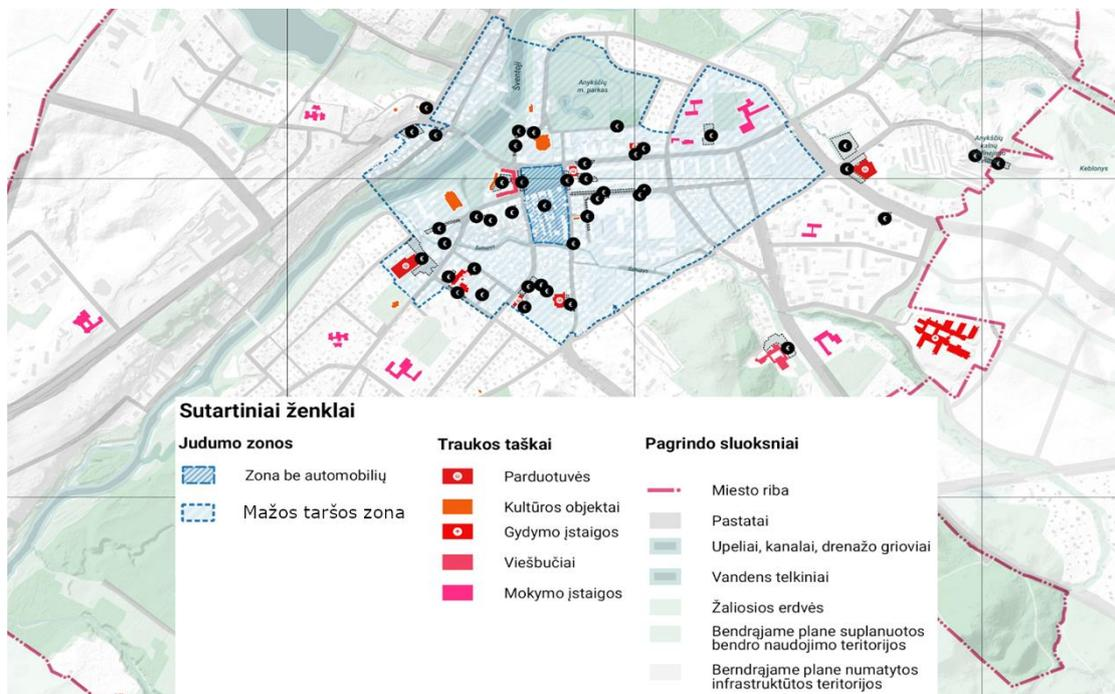 Šventoji
Anykščių
m. parkas
Anykščių
kalnų
Keblonys
Sutartiniai ženklai
Judumo zonos
Zona be automobilių
Mažos taršos zona
Traukos taškai
Parduotuvės
Kultūros objektai
Gydymo įstaigos
Viešbučiai
Mokymo įstaigos
Pagrindo sluoksniai
Miesto riba
Pastatai
Upeliai, kanalai, drenažo grioviai
Vandens telkiniai
Žaliosios erdvės
Bendrąjame plane suplanuotos
bendro naudojimo teritorijos
Berndrąjame plane numatytos
infrastruktūtos teritorijos